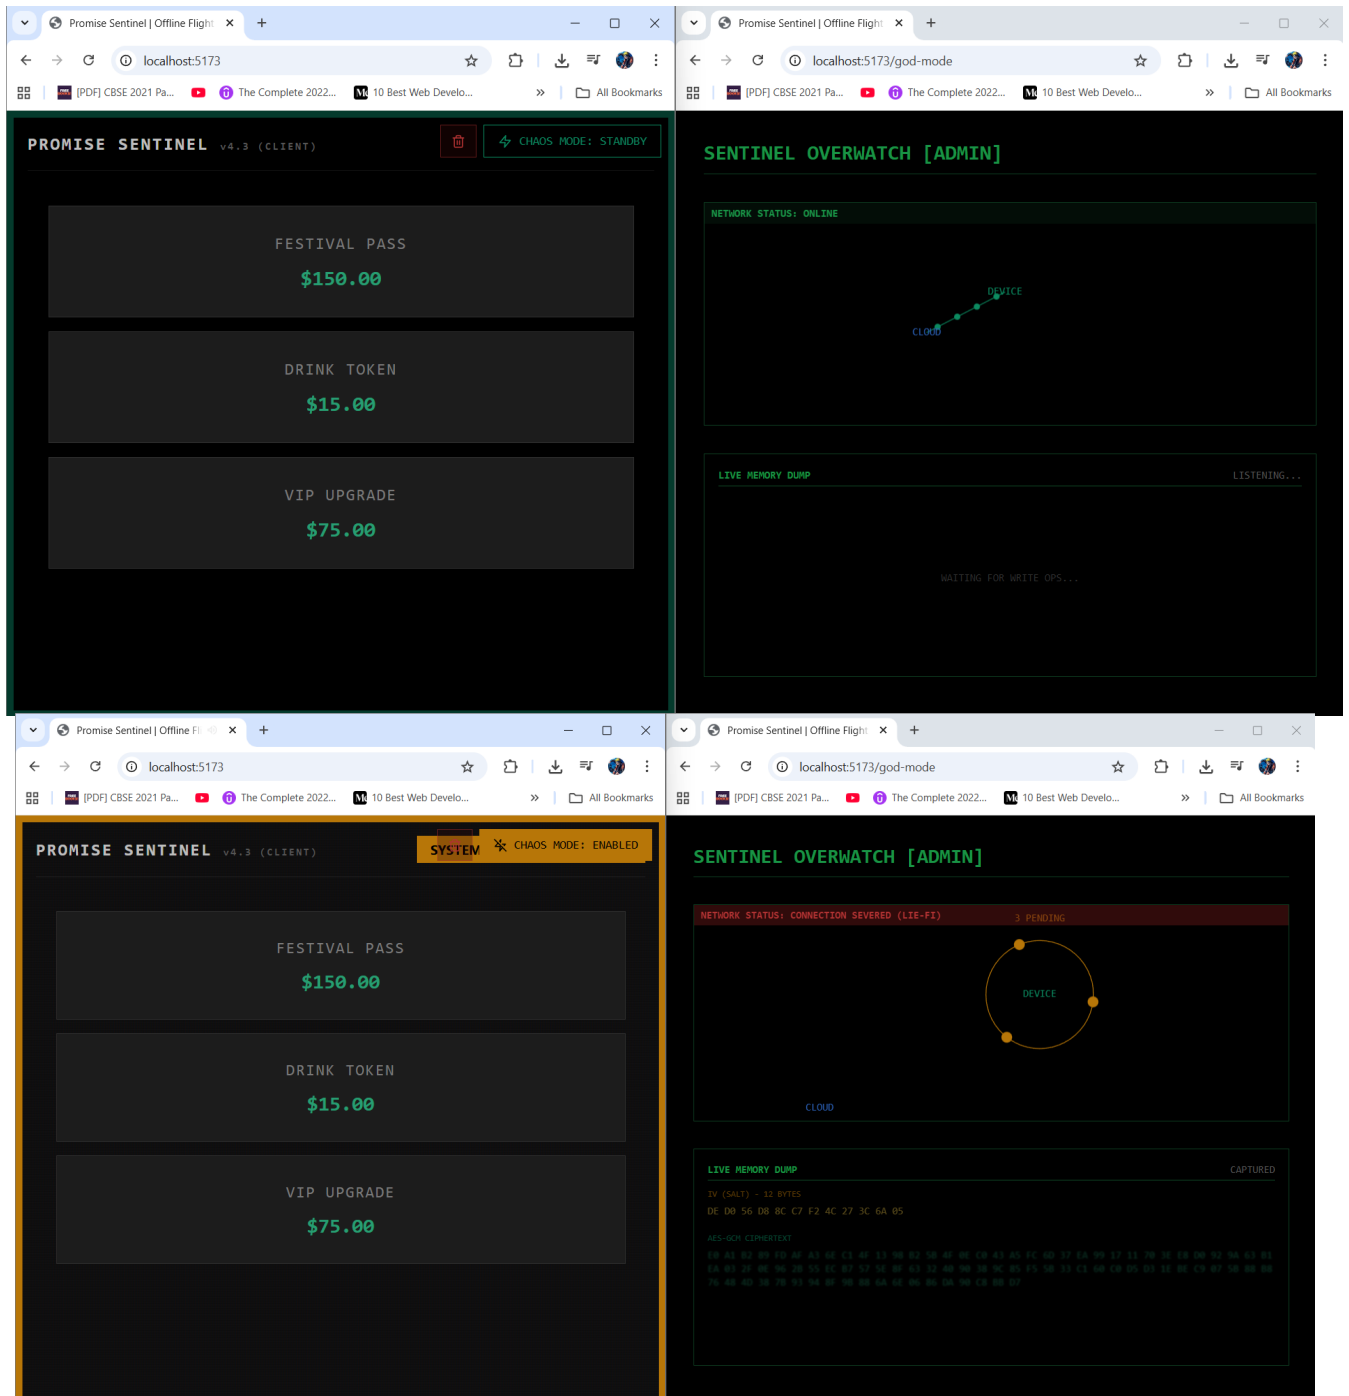 Promise Sentinel | Offline Flight
localhost:5173
[PDF] CBSE 2021 Pa...
The Complete 2022...
10 Best Web Develo...
All Bookmarks
PROMISE SENTINEL v4.3 (CLIENT)
CHAOS MODE: STANDBY
FESTIVAL PASS
$150.00
DRINK TOKEN
$15.00
VIP UPGRADE
$75.00
Promise Sentinel | Offline Flight
localhost:5173/god-mode
[PDF] CBSE 2021 Pa...
The Complete 2022...
10 Best Web Develo...
All Bookmarks
SENTINEL OVERWATCH [ADMIN]
NETWORK STATUS: ONLINE
DEVICE
CLOUD
LIVE MEMORY DUMP
LISTENING...
WAITING FOR WRITE OPS...
Promise Sentinel | Offline Fl
localhost:5173
[PDF] CBSE 2021 Pa...
The Complete 2022...
10 Best Web Develo...
All Bookmarks
PROMISE SENTINEL v4.3 (CLIENT)
SYSTEM
CHAOS MODE: ENABLED
FESTIVAL PASS
$150.00
DRINK TOKEN
$15.00
VIP UPGRADE
$75.00
Promise Sentinel | Offline Flight
localhost:5173/god-mode
[PDF] CBSE 2021 Pa...
The Complete 2022...
10 Best Web Develo...
All Bookmarks
SENTINEL OVERWATCH [ADMIN]
NETWORK STATUS: CONNECTION SEVERED (LIE-FI)
3 PENDING
DEVICE
CLOUD
LIVE MEMORY DUMP
CAPTURED
IV (SALT) - 12 BYTES
DE D0 56 D8 8C C7 F2 4C 27 3C 6A 05
AES-GCM CIPHERTEXT